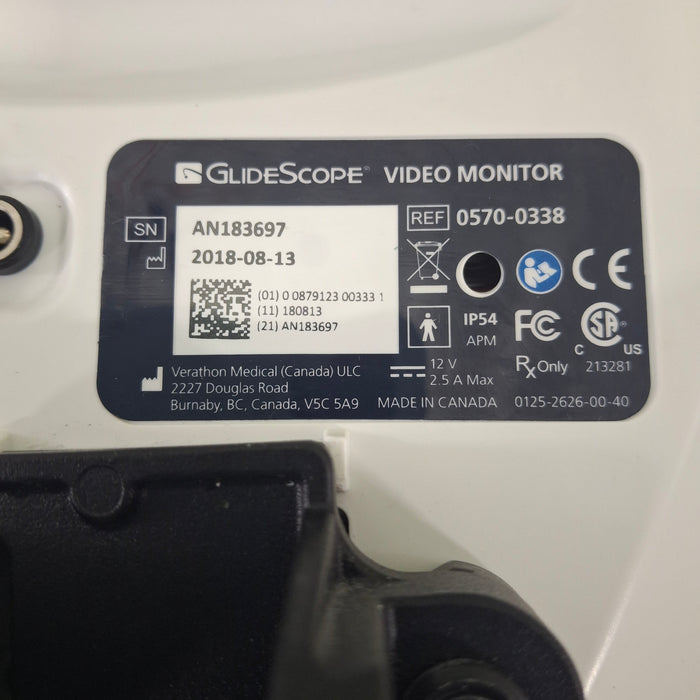 GLIDESCOPE® VIDEO MONITOR
SN AN183697
2018-08-13
(01) 0 0879123 00333 1
(11) 180813
(21) AN183697
REF 0570-0338
CE
IP54
APM
FC
C SA ® US
213281
Rx Only
12 V
2.5 A Max
Verathon Medical (Canada) ULC
2227 Douglas Road
Burnaby, BC, Canada, V5C 5A9
MADE IN CANADA
0125-2626-00-40